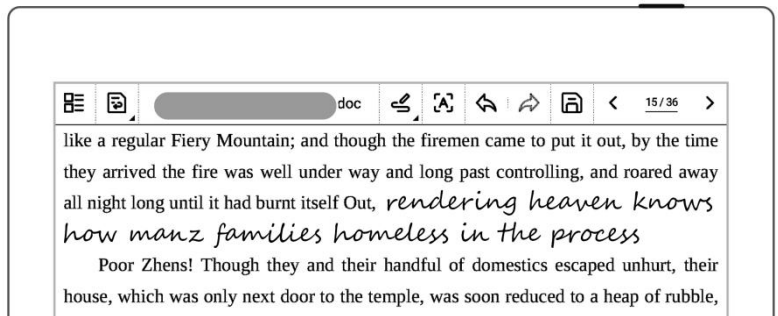 doc 15/36
like a regular Fiery Mountain; and though the firemen came to put it out, by the time
they arrived the fire was well under way and long past controlling, and roared away
all night long until it had burnt itself Out, rendering heaven knows
how manz families homeless in the process
Poor Zhens! Though they and their handful of domestics escaped unhurt, their
house, which was only next door to the temple, was soon reduced to a heap of rubble,